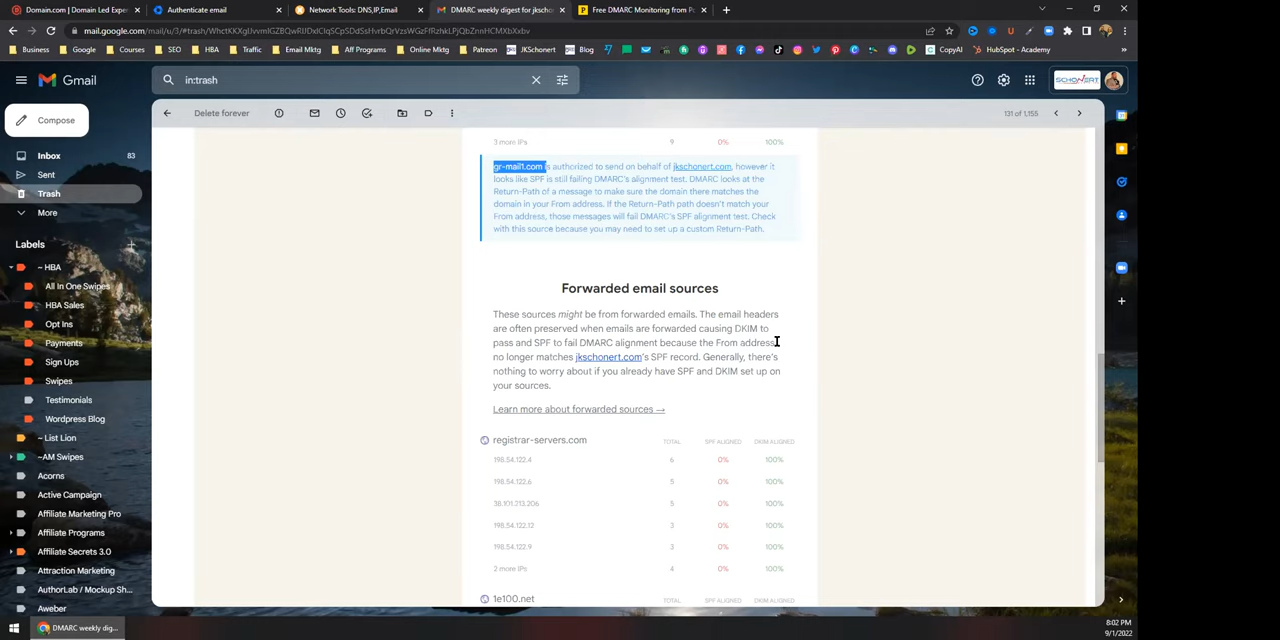 Domain.com | Domain Led Expe
Authenticate email
Network Tools: DNS,IP,Email
DMARC weekly digest for jkschon
Free DMARC Monitoring from Po
mail.google.com/mail/u/3/#trash/
Business
Google
Courses
SEO
HBA
Traffic
Email Mktg
Aff Programs
Online Mktg
Patreon
JKSchonert
Blog
CopyAI
HubSpot - Academy
Gmail
in:trash
SCHONERT
Compose
Delete forever
131 of 1,155
Inbox 83
Sent
Trash
More
Labels
~ HBA
All In One Swipes
HBA Sales
Opt Ins
Payments
Sign Ups
Swipes
Testimonials
Wordpress Blog
~ List Lion
~AM Swipes
Acorns
Active Campaign
Affiliate Marketing Pro
Affiliate Programs
Affiliate Secrets 3.0
Attraction Marketing
AuthorLab / Mockup Sh...
Aweber
3 more IPs 9 0% 100%
gr-mail1.com is authorized to send on behalf of jkschonert.com, however it
looks like SPF is still failing DMARC's alignment test. DMARC looks at the
Return-Path of a message to make sure the domain there matches the
domain in your From address. If the Return-Path path doesn't match your
From address, those messages will fail DMARC's SPF alignment test. Check
with this source because you may need to set up a custom Return-Path.
Forwarded email sources
These sources might be from forwarded emails. The email headers
are often preserved when emails are forwarded causing DKIM to
pass and SPF to fail DMARC alignment because the From address
no longer matches jkschonert.com's SPF record. Generally, there's
nothing to worry about if you already have SPF and DKIM set up on
your sources.
Learn more about forwarded sources →
registrar-servers.com TOTAL SPF ALIGNED DKIM ALIGNED
198.54.122.4 6 0% 100%
198.54.122.6 5 0% 100%
38.101.213.206 5 0% 100%
198.54.122.12 3 0% 100%
198.54.122.9 3 0% 100%
2 more IPs 4 0% 100%
1e100.net TOTAL SPF ALIGNED DKIM ALIGNED
DMARC weekly dig...
8:02 PM
9/1/2022